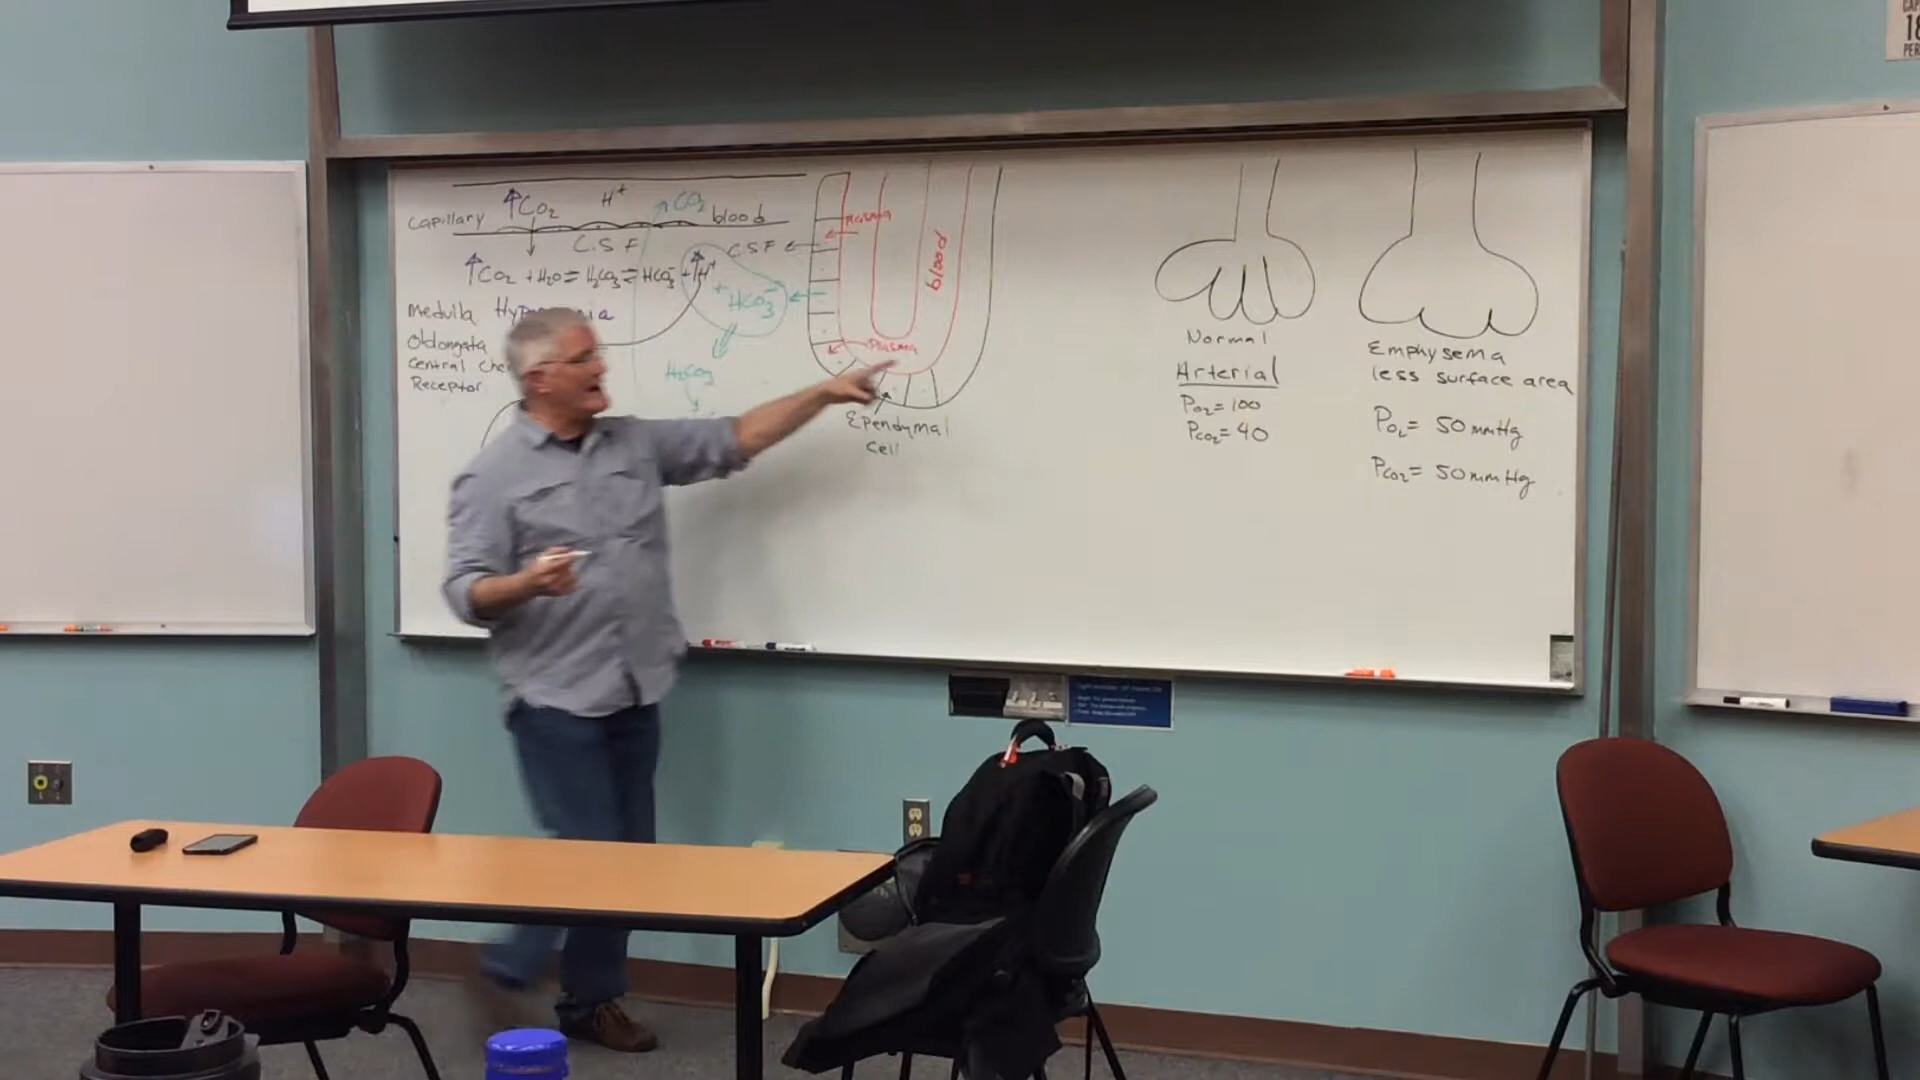 ↑CO₂ H⁺ ↗CO₂
Capillary blood
C.S.F
↑CO₂ + H₂O ⇌ H₂CO₃ ⇌ HCO₃⁻ + ↑H⁺
Medulla
Oblongata
Receptor
+ HCO₃⁻
H₂CO₃
CSF ←
Plasma
blood
Plasma
Ependymal
Cell
Normal
Arterial
PO₂ = 100
PCO₂ = 40
Emphysema
less surface area
PO₂ = 50 mmHg
PCO₂ = 50 mmHg